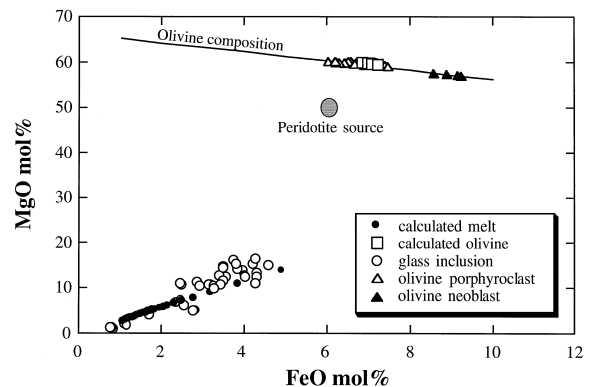 70
60
50
40
30
20
10
0
MgO mol%
Olivine composition
Peridotite source
calculated melt
calculated olivine
glass inclusion
olivine porphyroclast
olivine neoblast
0 2 4 6 8 10 12
FeO mol%